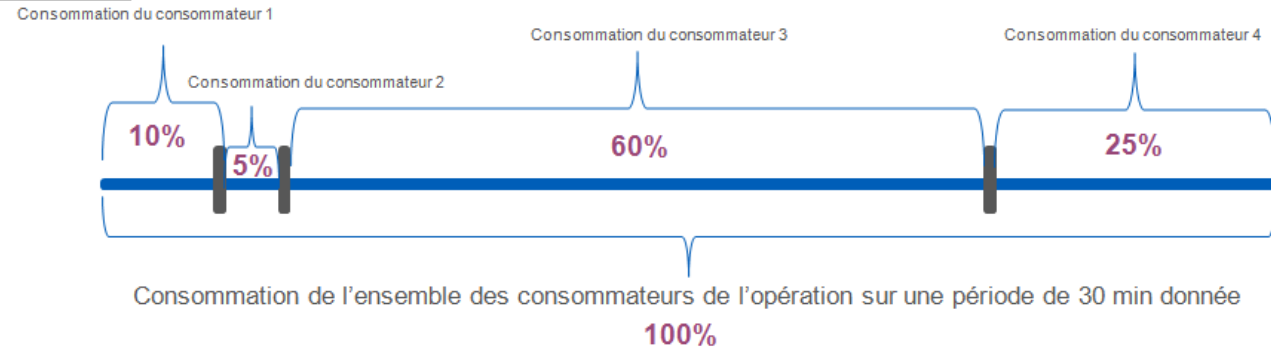 Consommation du consommateur 1
Consommation du consommateur 3
Consommation du consommateur 4
Consommation du consommateur 2
10%
5%
60%
25%
Consommation de l'ensemble des consommateurs de l'opération sur une période de 30 min donnée
100%